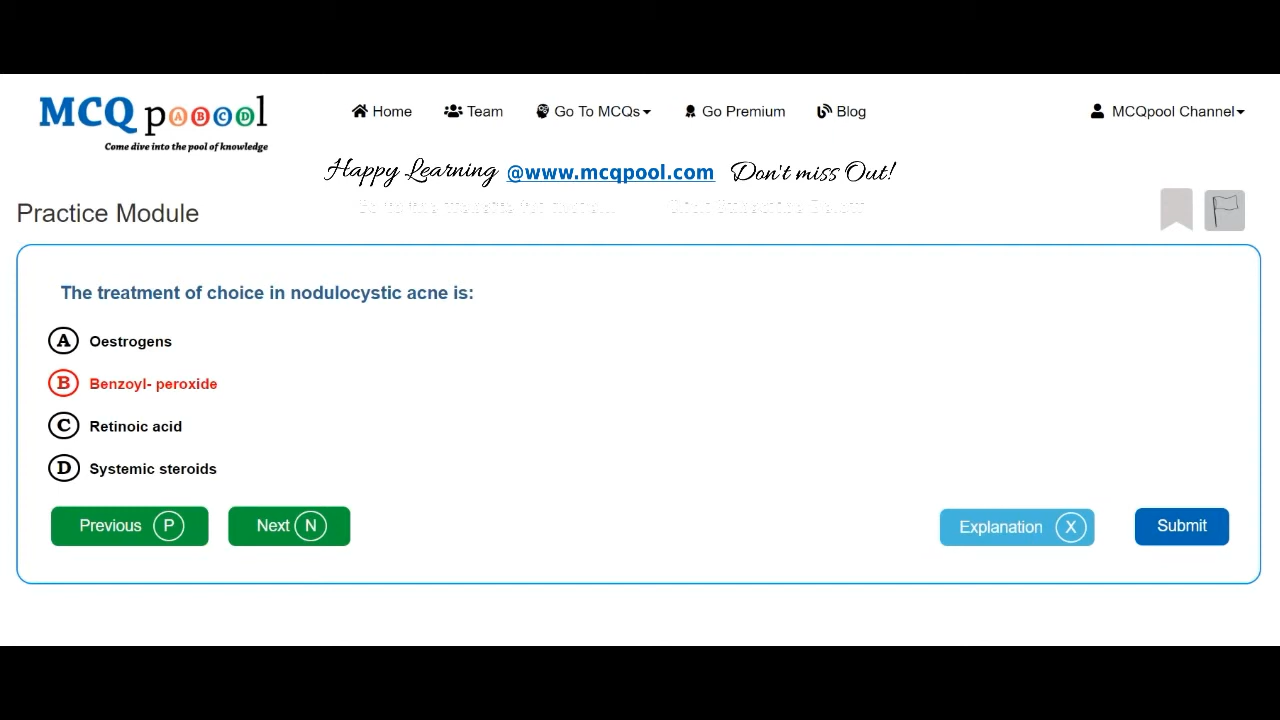 MCQ pABCDl
Come dive into the pool of knowledge
Home Team Go To MCQs Go Premium Blog MCQpool Channel
Happy Learning @www.mcqpool.com Don't miss Out!
Practice Module
The treatment of choice in nodulocystic acne is:
A Oestrogens
B Benzoyl- peroxide
C Retinoic acid
D Systemic steroids
Previous P Next N Explanation X Submit